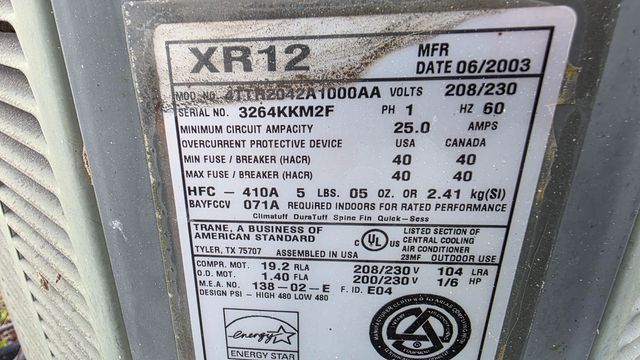 XR12
MFR
DATE 06/2003
MOD. NO. 4TTR2042A1000AA VOLTS 208/230
SERIAL NO. 3264KKM2F PH 1 HZ 60
MINIMUM CIRCUIT AMPACITY 25.0 AMPS
OVERCURRENT PROTECTIVE DEVICE USA CANADA
MIN FUSE / BREAKER (HACR) 40 40
MAX FUSE / BREAKER (HACR) 40 40
HFC - 410A 5 LBS. 05 OZ. OR 2.41 kg(SI)
BAYFCCV 071A REQUIRED INDOORS FOR RATED PERFORMANCE
Climatuff DuraTuff Spine Fin Quick-Sess
TRANE, A BUSINESS OF
AMERICAN STANDARD
TYLER, TX 75707 ASSEMBLED IN USA
C UL US
LISTED SECTION OF
CENTRAL COOLING
AIR CONDITIONER
28MF OUTDOOR USE
COMPR. MOT. 19.2 RLA 208/230 V 104 LRA
O.D. MOT. 1.40 FLA 200/230 V 1/6 HP
M.E.A. NO. 138-02-E F. ID. E04
DESIGN PSI - HIGH 480 LOW 480
energy
ENERGY STAR